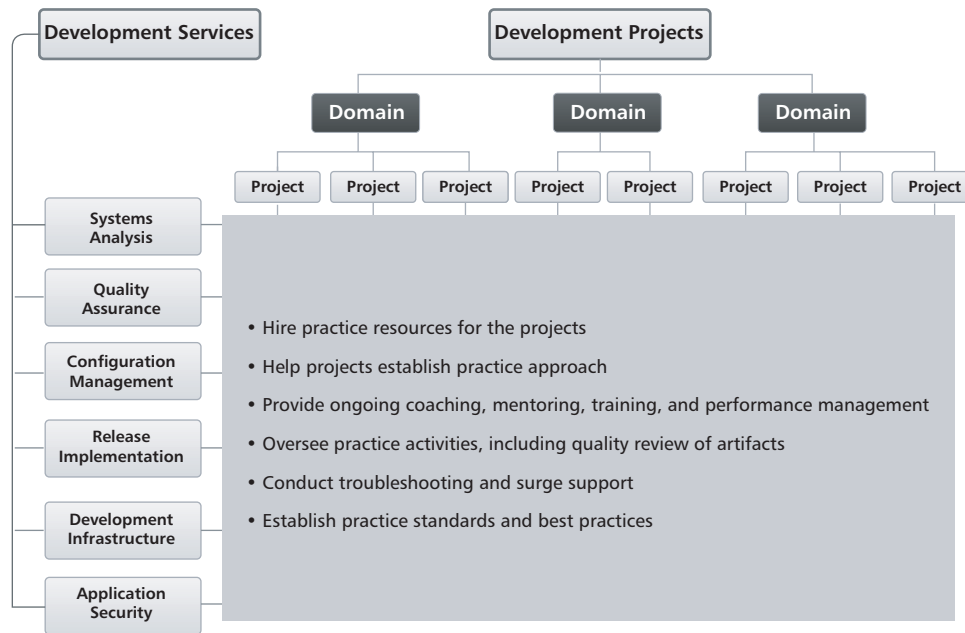 Development Services
Development Projects
Domain
Domain
Domain
Project
Project
Project
Project
Project
Project
Project
Project
Systems
Analysis
Quality
Assurance
Configuration
Management
Release
Implementation
Development
Infrastructure
Application
Security
• Hire practice resources for the projects
• Help projects establish practice approach
• Provide ongoing coaching, mentoring, training, and performance management
• Oversee practice activities, including quality review of artifacts
• Conduct troubleshooting and surge support
• Establish practice standards and best practices